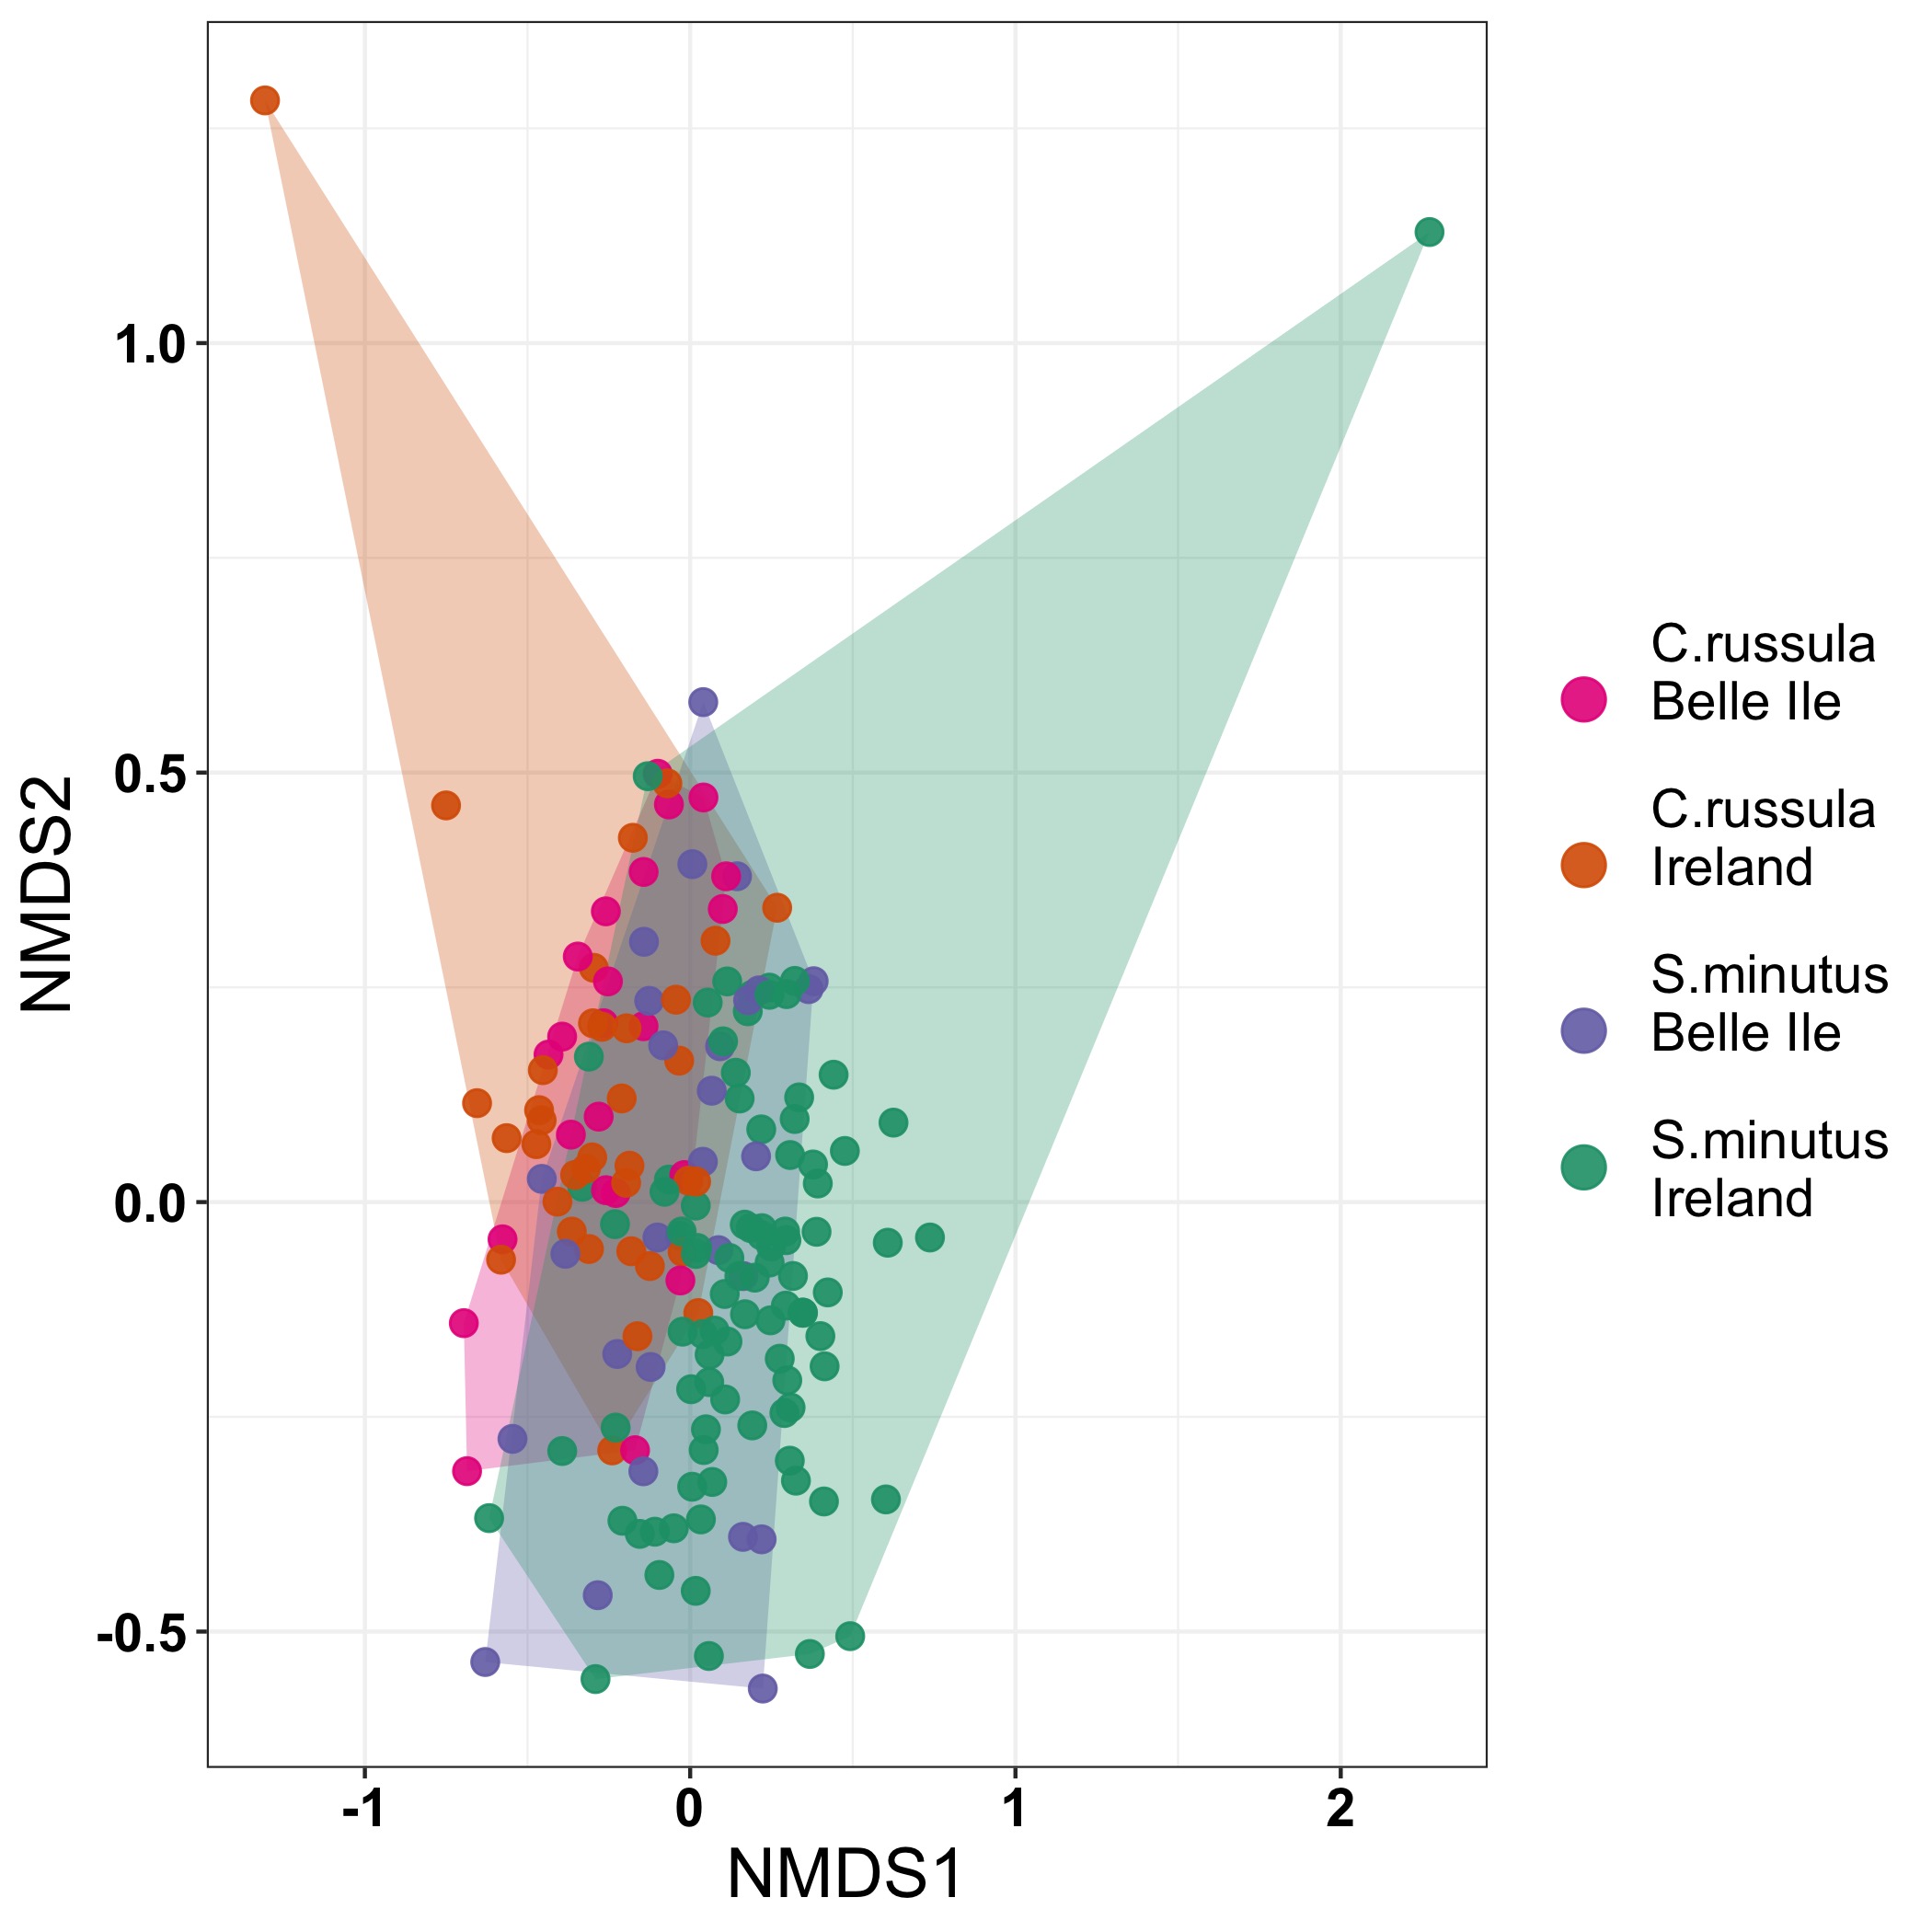 NMDS2
1.0
0.5
0.0
-0.5
-1
0
1
2
NMDS1
C.russula
Belle Ile
C.russula
Ireland
S.minutus
Belle Ile
S.minutus
Ireland